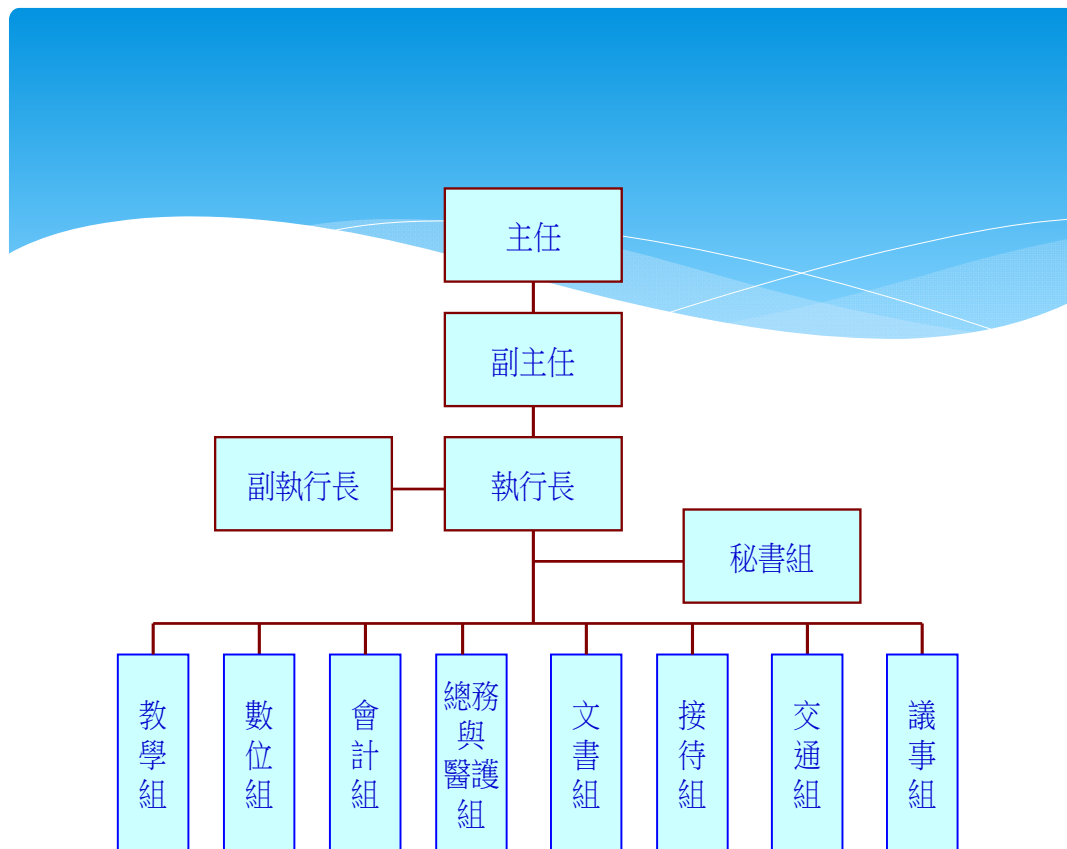 主任
副主任
副執行長
執行長
秘書組
教學組
數位組
會計組
總務
與
醫護
組
文書組
接待組
交通組
議事組